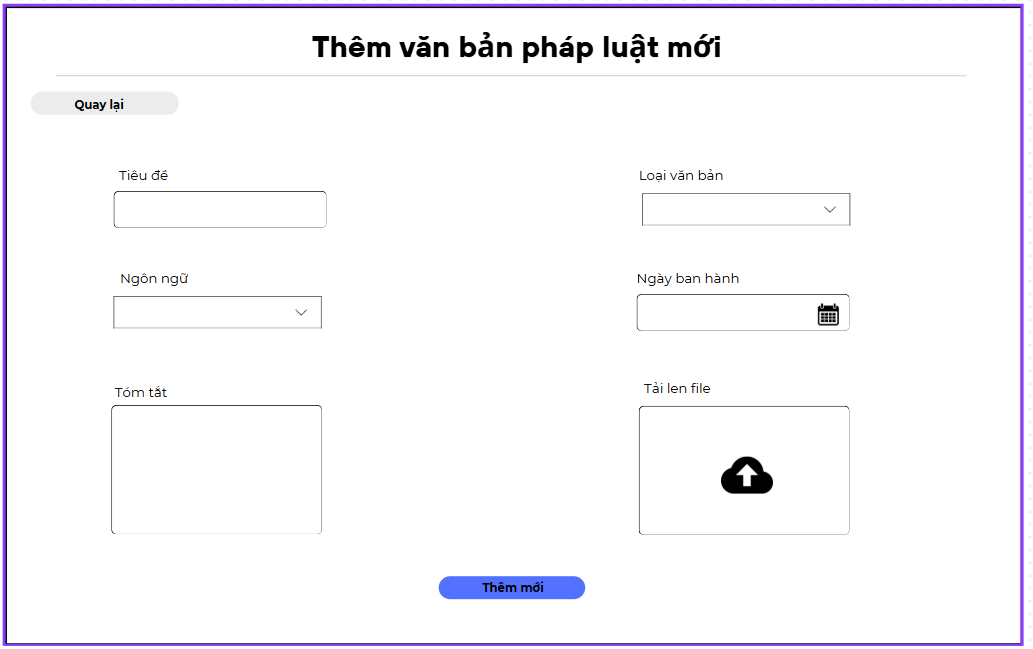 Thêm văn bản pháp luật mới
Quay lại
Tiêu đề
Loại văn bản
Ngôn ngữ
Ngày ban hành
Tóm tắt
Tải len file
Thêm mới